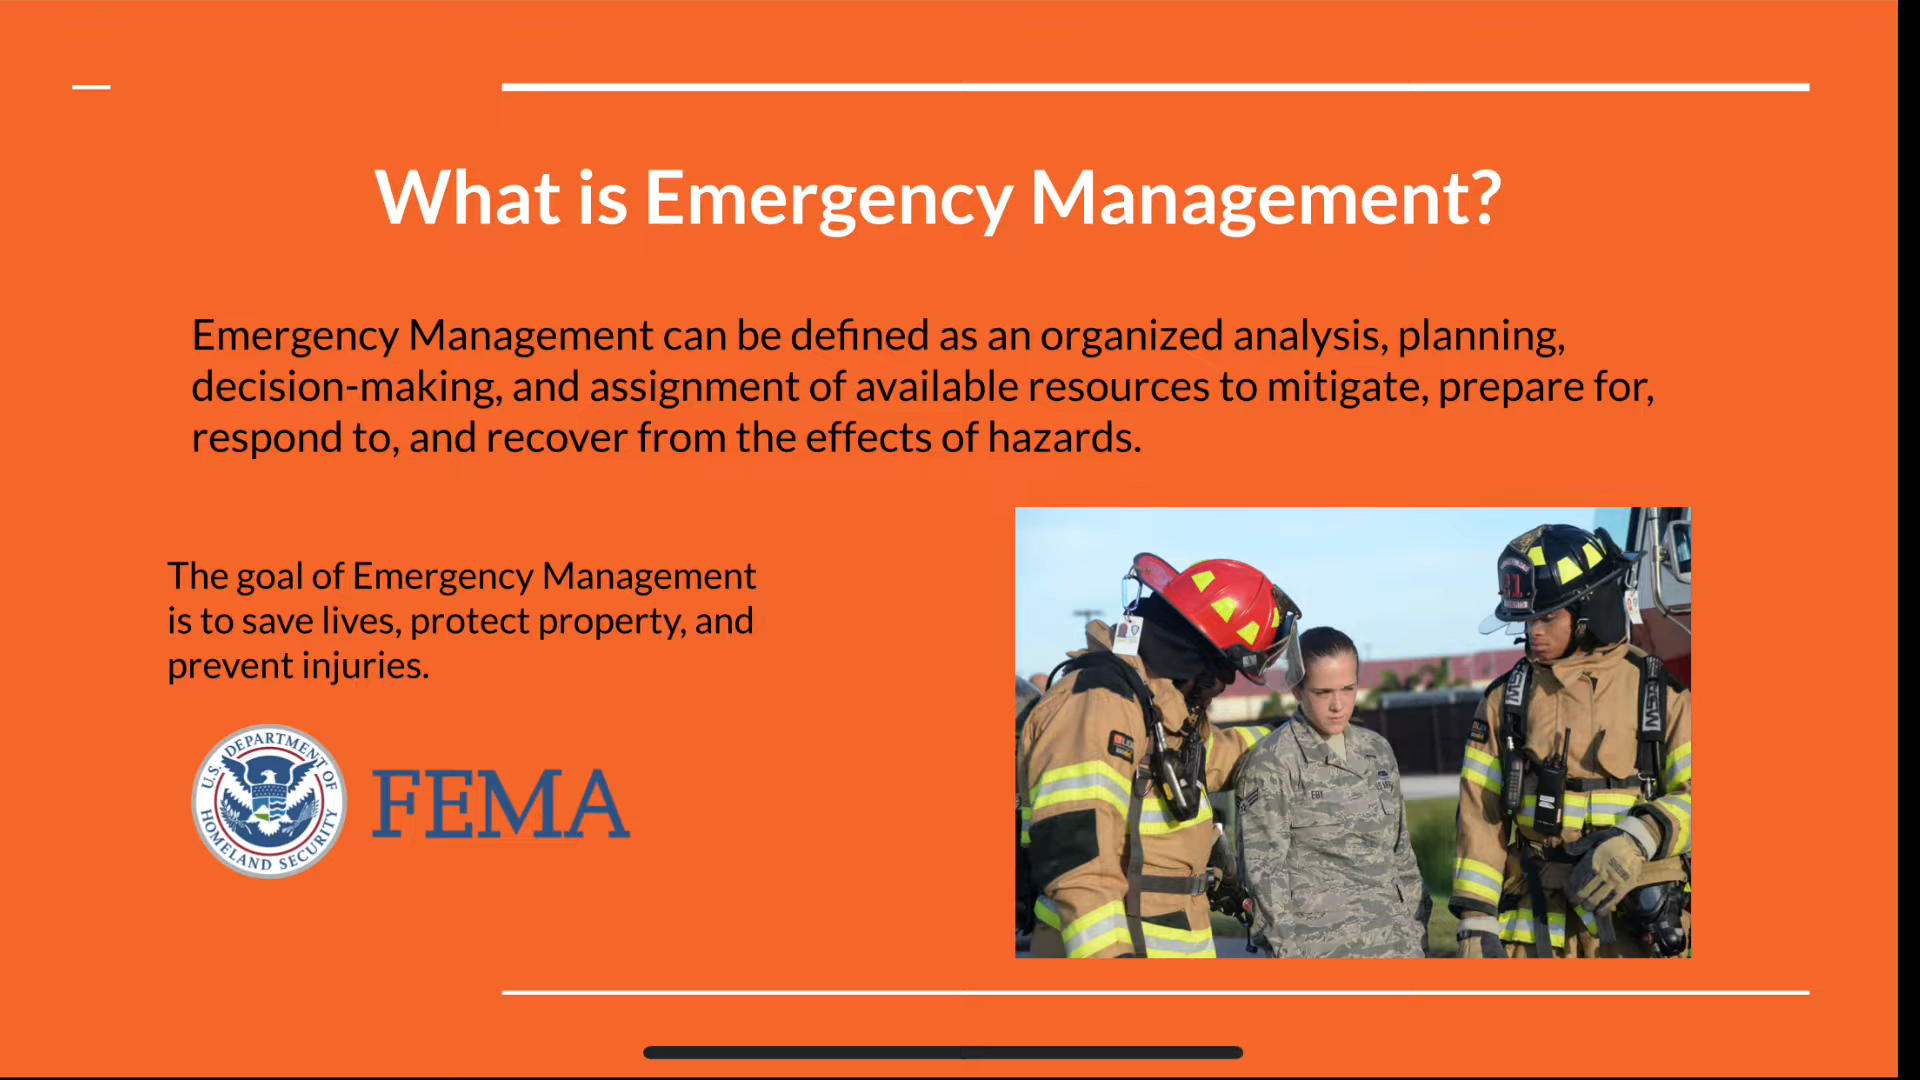 What is Emergency Management?
Emergency Management can be defined as an organized analysis, planning,
decision-making, and assignment of available resources to mitigate, prepare for,
respond to, and recover from the effects of hazards.
The goal of Emergency Management
is to save lives, protect property, and
prevent injuries.
U.S. DEPARTMENT OF
HOMELAND SECURITY
FEMA